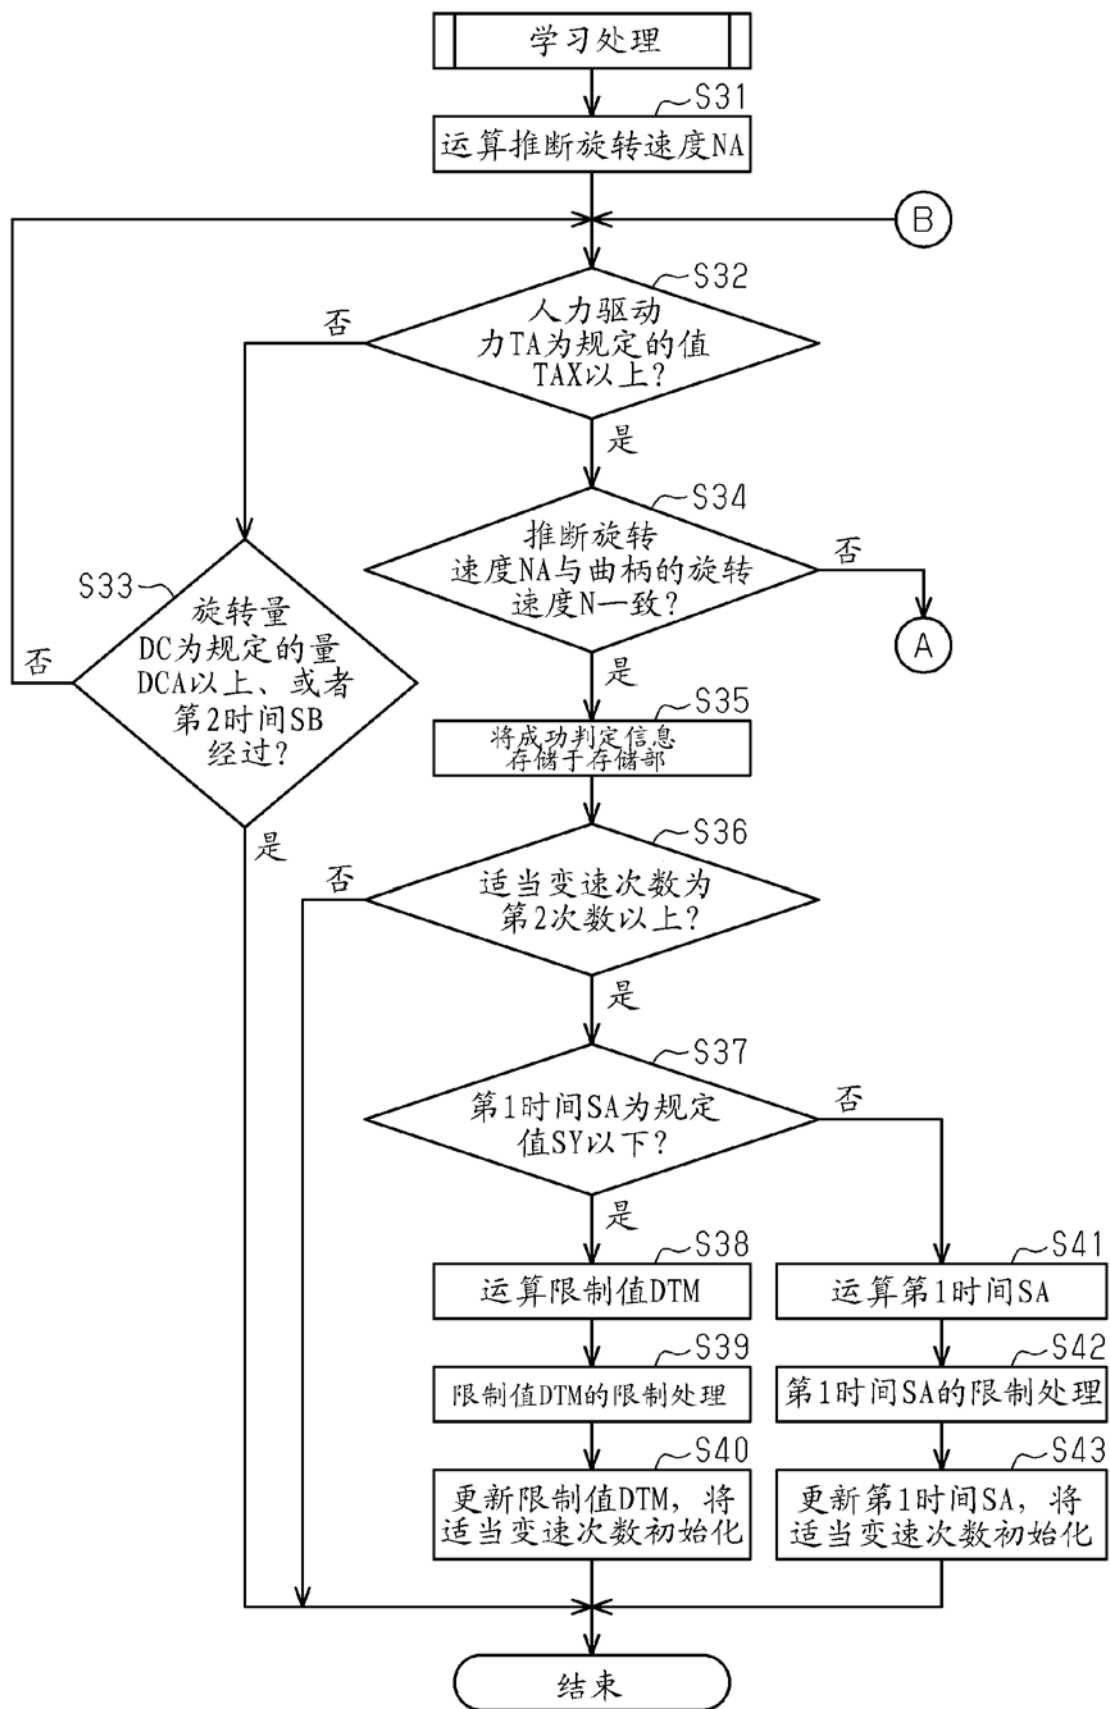 学习处理
S31
运算推断旋转速度NA
B
S32
人力驱动
力TA为规定的值
TAX以上？
否
是
S34
推断旋转
速度NA与曲柄的旋转
速度N一致？
否
A
是
S33
旋转量
DC为规定的量
DCA以上、或者
第2时间SB
经过？
否
是
S35
将成功判定信息
存储于存储部
S36
适当变速次数为
第2次数以上？
否
是
S37
第1时间SA为规定
值SY以下？
否
是
S38
运算限制值DTM
S41
运算第1时间SA
S39
限制值DTM的限制处理
S42
第1时间SA的限制处理
S40
更新限制值DTM，将
适当变速次数初始化
S43
更新第1时间SA，将
适当变速次数初始化
结束